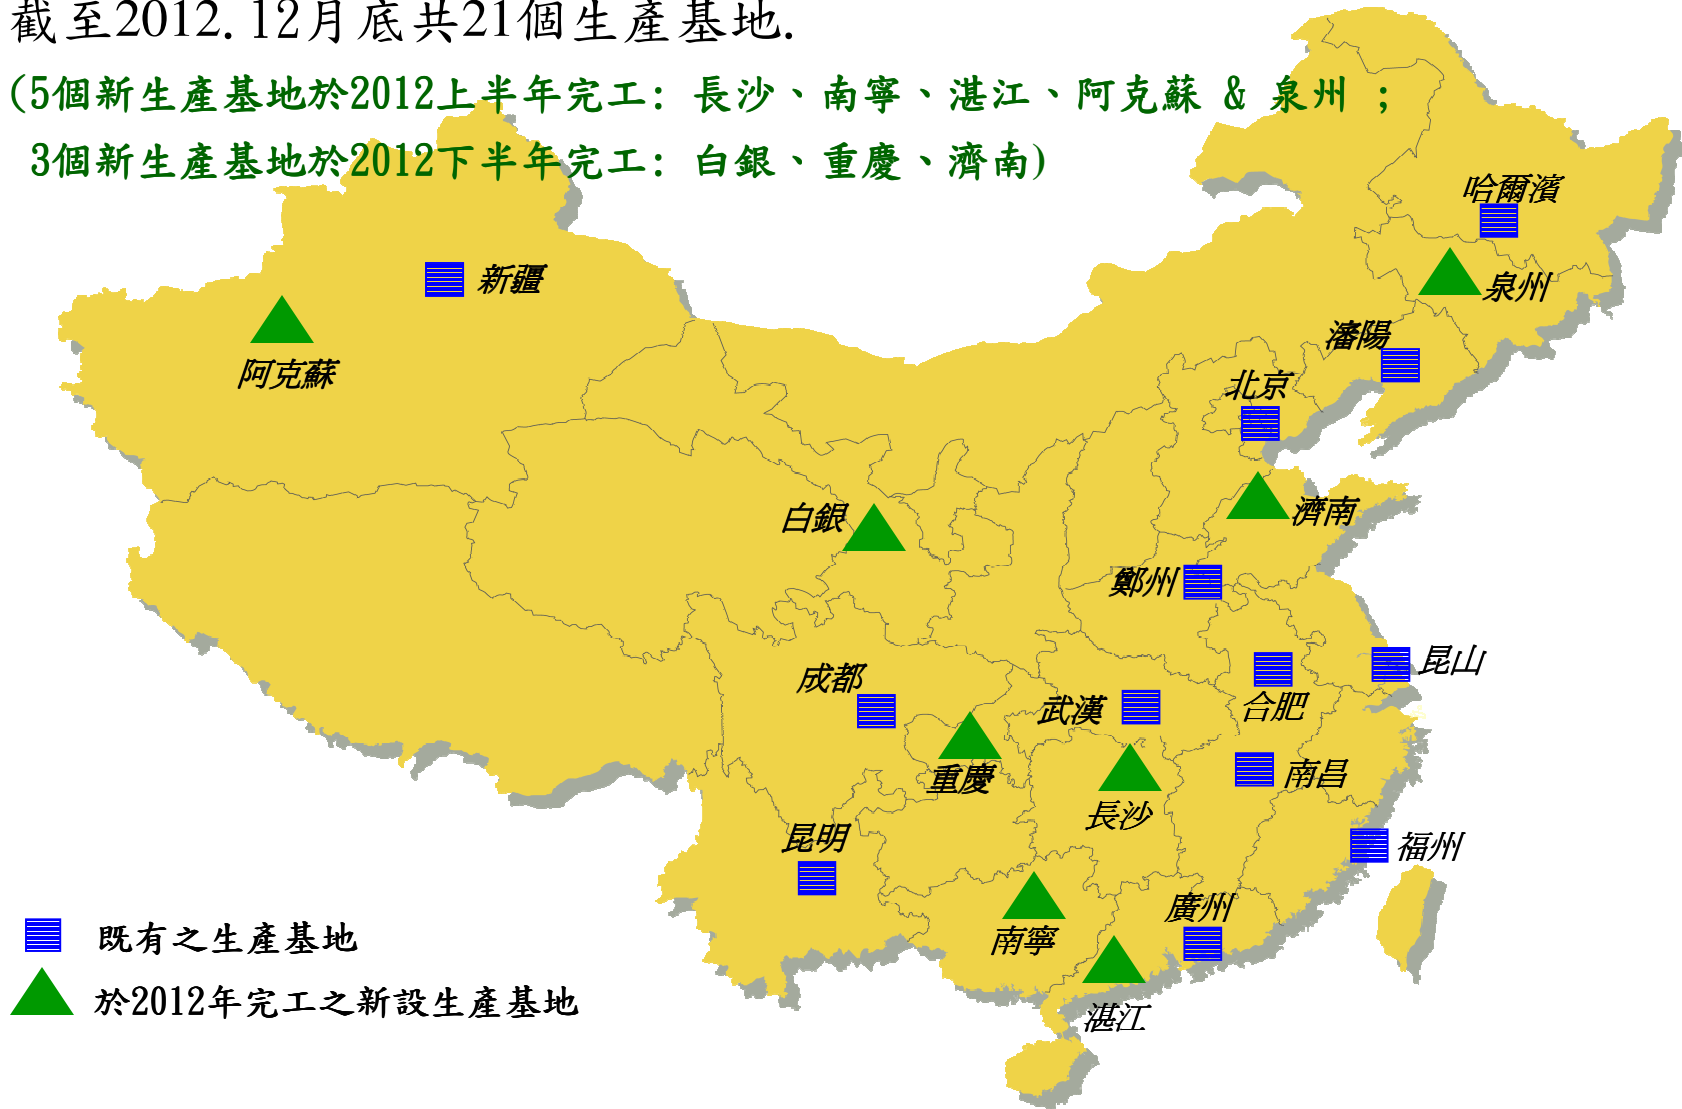 截至2012.12月底共21個生產基地.
(5個新生產基地於2012上半年完工: 長沙、南寧、湛江、阿克蘇 & 泉州 ;
3個新生產基地於2012下半年完工: 白銀、重慶、濟南)
哈爾濱
新疆
泉州
瀋陽
阿克蘇
北京
白銀
濟南
鄭州
昆山
成都
武漢
合肥
重慶
南昌
長沙
昆明
福州
廣州
南寧
既有之生產基地
於2012年完工之新設生產基地
湛江